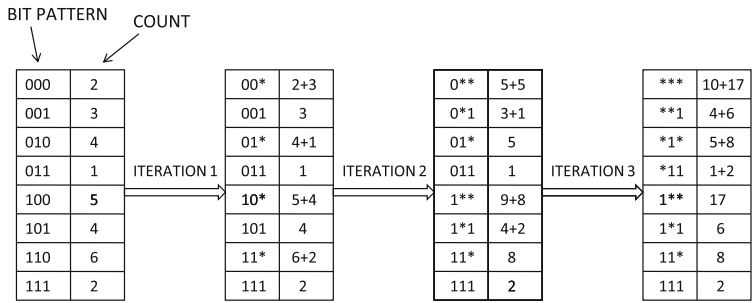 BIT PATTERN
COUNT
000 2 00* 2+3 0** 5+5 *** 10+17
001 3 001 3 0*1 3+1 **1 4+6
010 4 01* 4+1 01* 5 *1* 5+8
011 1 ITERATION 1 011 1 ITERATION 2 011 1 ITERATION 3 *11 1+2
100 5 10* 5+4 1** 9+8 1** 17
101 4 101 4 1*1 4+2 1*1 6
110 6 11* 6+2 11* 8 11* 8
111 2 111 2 111 2 111 2